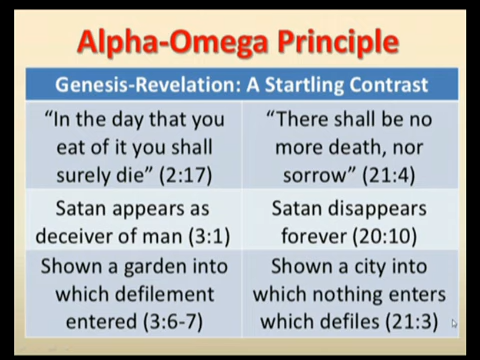 Alpha-Omega Principle
Genesis-Revelation: A Startling Contrast
“In the day that you
eat of it you shall
surely die” (2:17)
“There shall be no
more death, nor
sorrow” (21:4)
Satan appears as
deceiver of man (3:1)
Satan disappears
forever (20:10)
Shown a garden into
which defilement
entered (3:6-7)
Shown a city into
which nothing enters
which defiles (21:3)